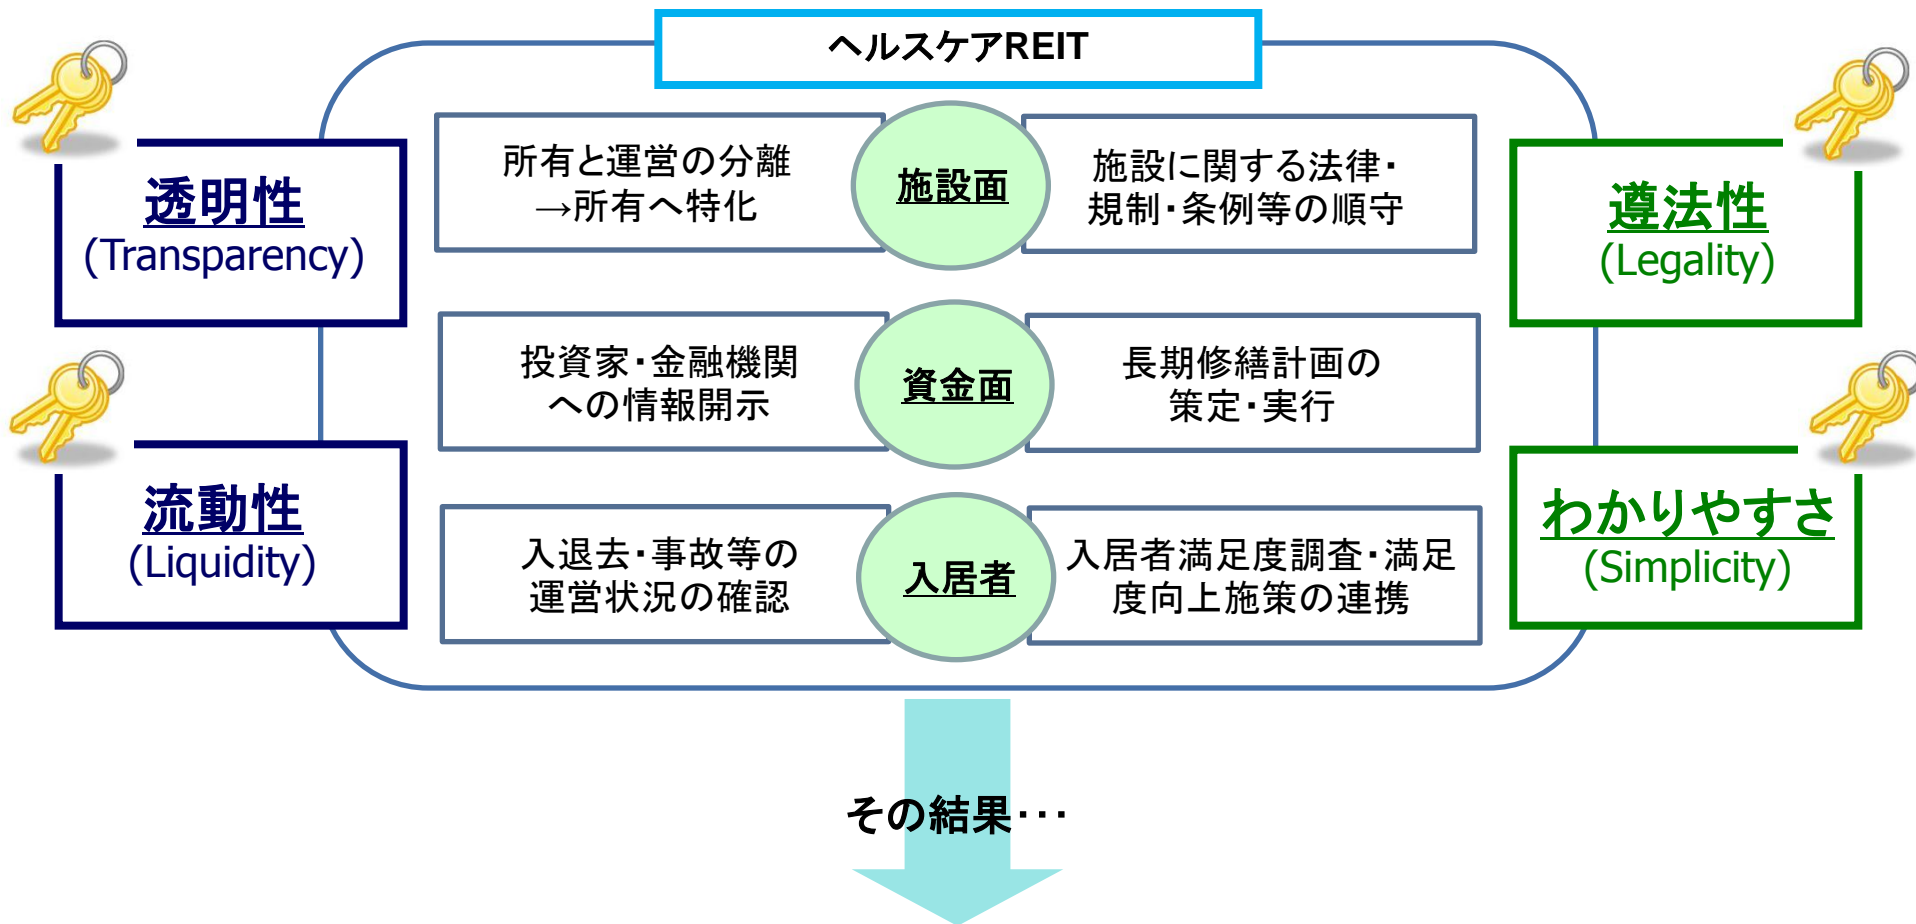 ヘルスケアREIT
透明性
(Transparency)
所有と運営の分離
→所有へ特化
施設面
施設に関する法律・
規制・条例等の順守
遵法性
(Legality)
投資家・金融機関
への情報開示
資金面
長期修繕計画の
策定・実行
流動性
(Liquidity)
入退去・事故等の
運営状況の確認
入居者
入居者満足度調査・満足
度向上施策の連携
わかりやすさ
(Simplicity)
その結果・・・